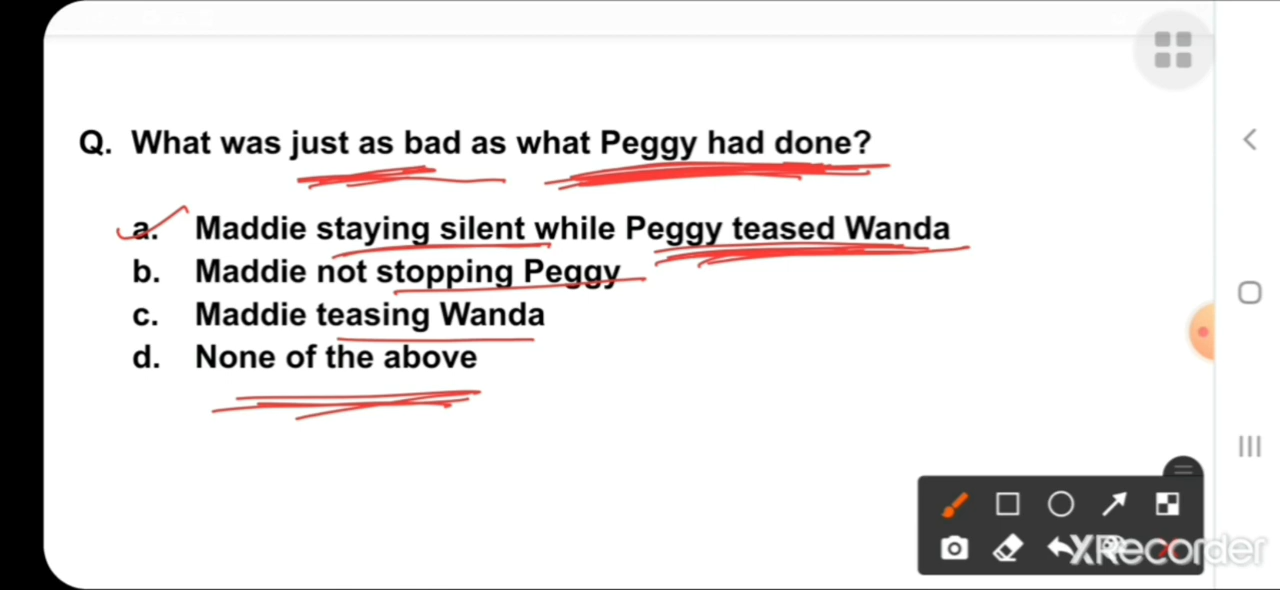 Q. What was just as bad as what Peggy had done?
a. Maddie staying silent while Peggy teased Wanda
b. Maddie not stopping Peggy
c. Maddie teasing Wanda
d. None of the above
XRecorder